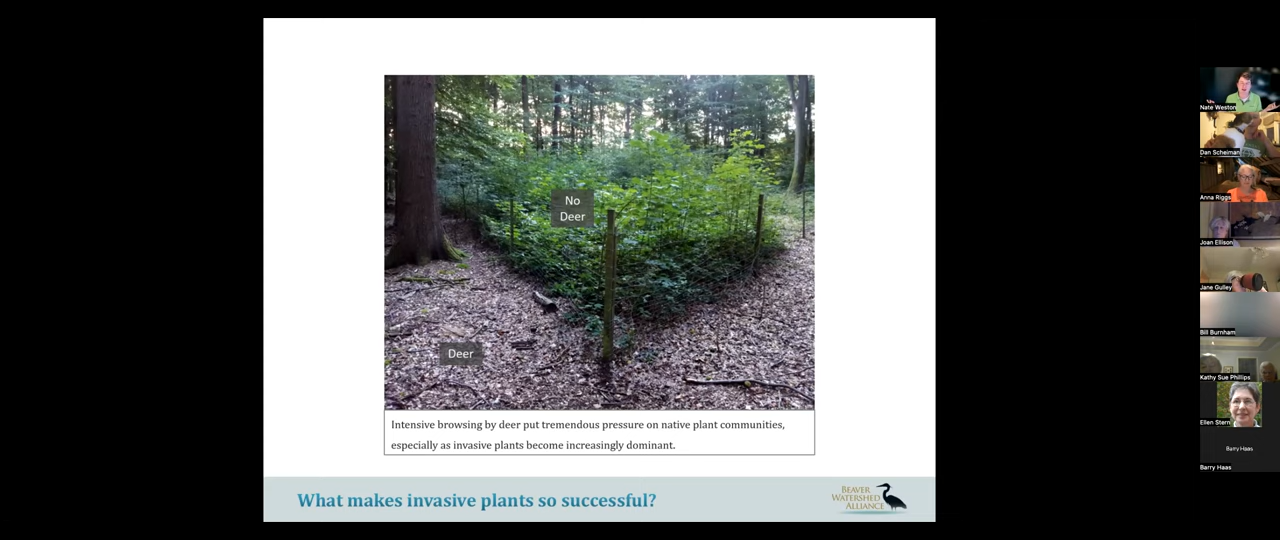 No
Deer
Deer
Intensive browsing by deer put tremendous pressure on native plant communities,
especially as invasive plants become increasingly dominant.
What makes invasive plants so successful?
BEAVER
WATERSHED
ALLIANCE
Nate Weston
Dan Scheiman
Anna Riggs
Joan Ellison
Jane Gulley
Bill Burnham
Kathy Sue Phillips
Ellen Stern
Barry Haas
Barry Haas